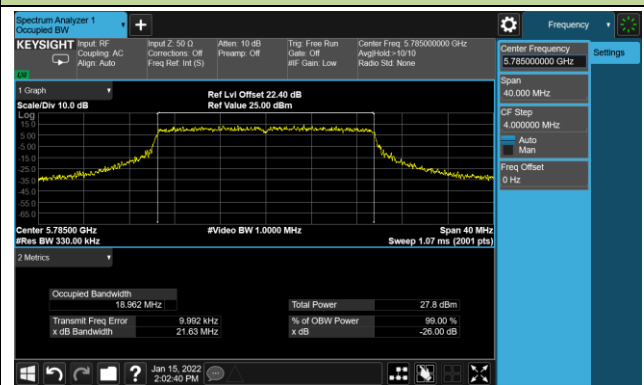 Spectrum Analyzer 1
Occupied BW
Frequency
KEYSIGHT
Input: RF
Coupling: AC
Align: Auto
Input Z: 50 Ω
Corrections: Off
Freq Ref: Int (S)
Atten: 10 dB
Preamp: Off
Trig: Free Run
Gate: Off
#IF Gain: Low
Center Freq: 5.785000000 GHz
Avg|Hold:>10/10
Radio Std: None
Center Frequency
5.785000000 GHz
Settings
Span
40.000 MHz
CF Step
4.000000 MHz
Auto
Man
Freq Offset
0 Hz
1 Graph
Scale/Div 10.0 dB
Ref Lvl Offset 22.40 dB
Ref Value 25.00 dBm
Log
15.0
5.00
-5.00
-15.0
-25.0
-35.0
-45.0
-55.0
-65.0
Center 5.78500 GHz
#Video BW 1.0000 MHz
Span 40 MHz
#Res BW 330.00 kHz
Sweep 1.07 ms (2001 pts)
2 Metrics
Occupied Bandwidth
18.962 MHz
Total Power 27.8 dBm
Transmit Freq Error 9.992 kHz
% of OBW Power 99.00 %
x dB Bandwidth 21.63 MHz
x dB -26.00 dB
?
Jan 15, 2022
2:02:40 PM